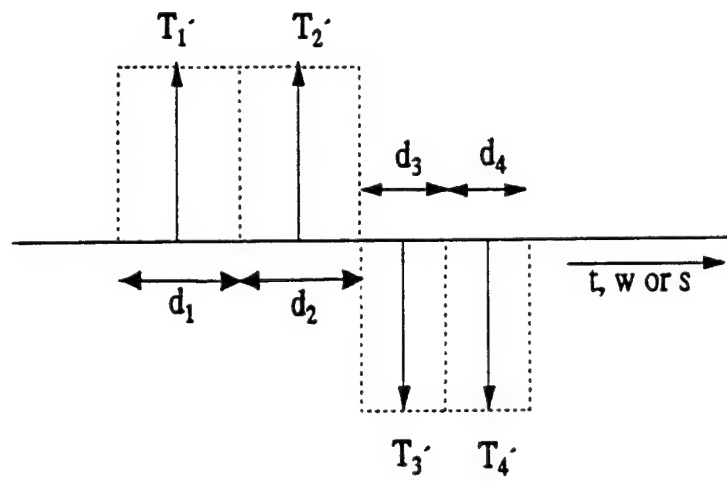 T₁′ T₂′
d₃ d₄
d₁ d₂ t, w or s
T₃′ T₄′